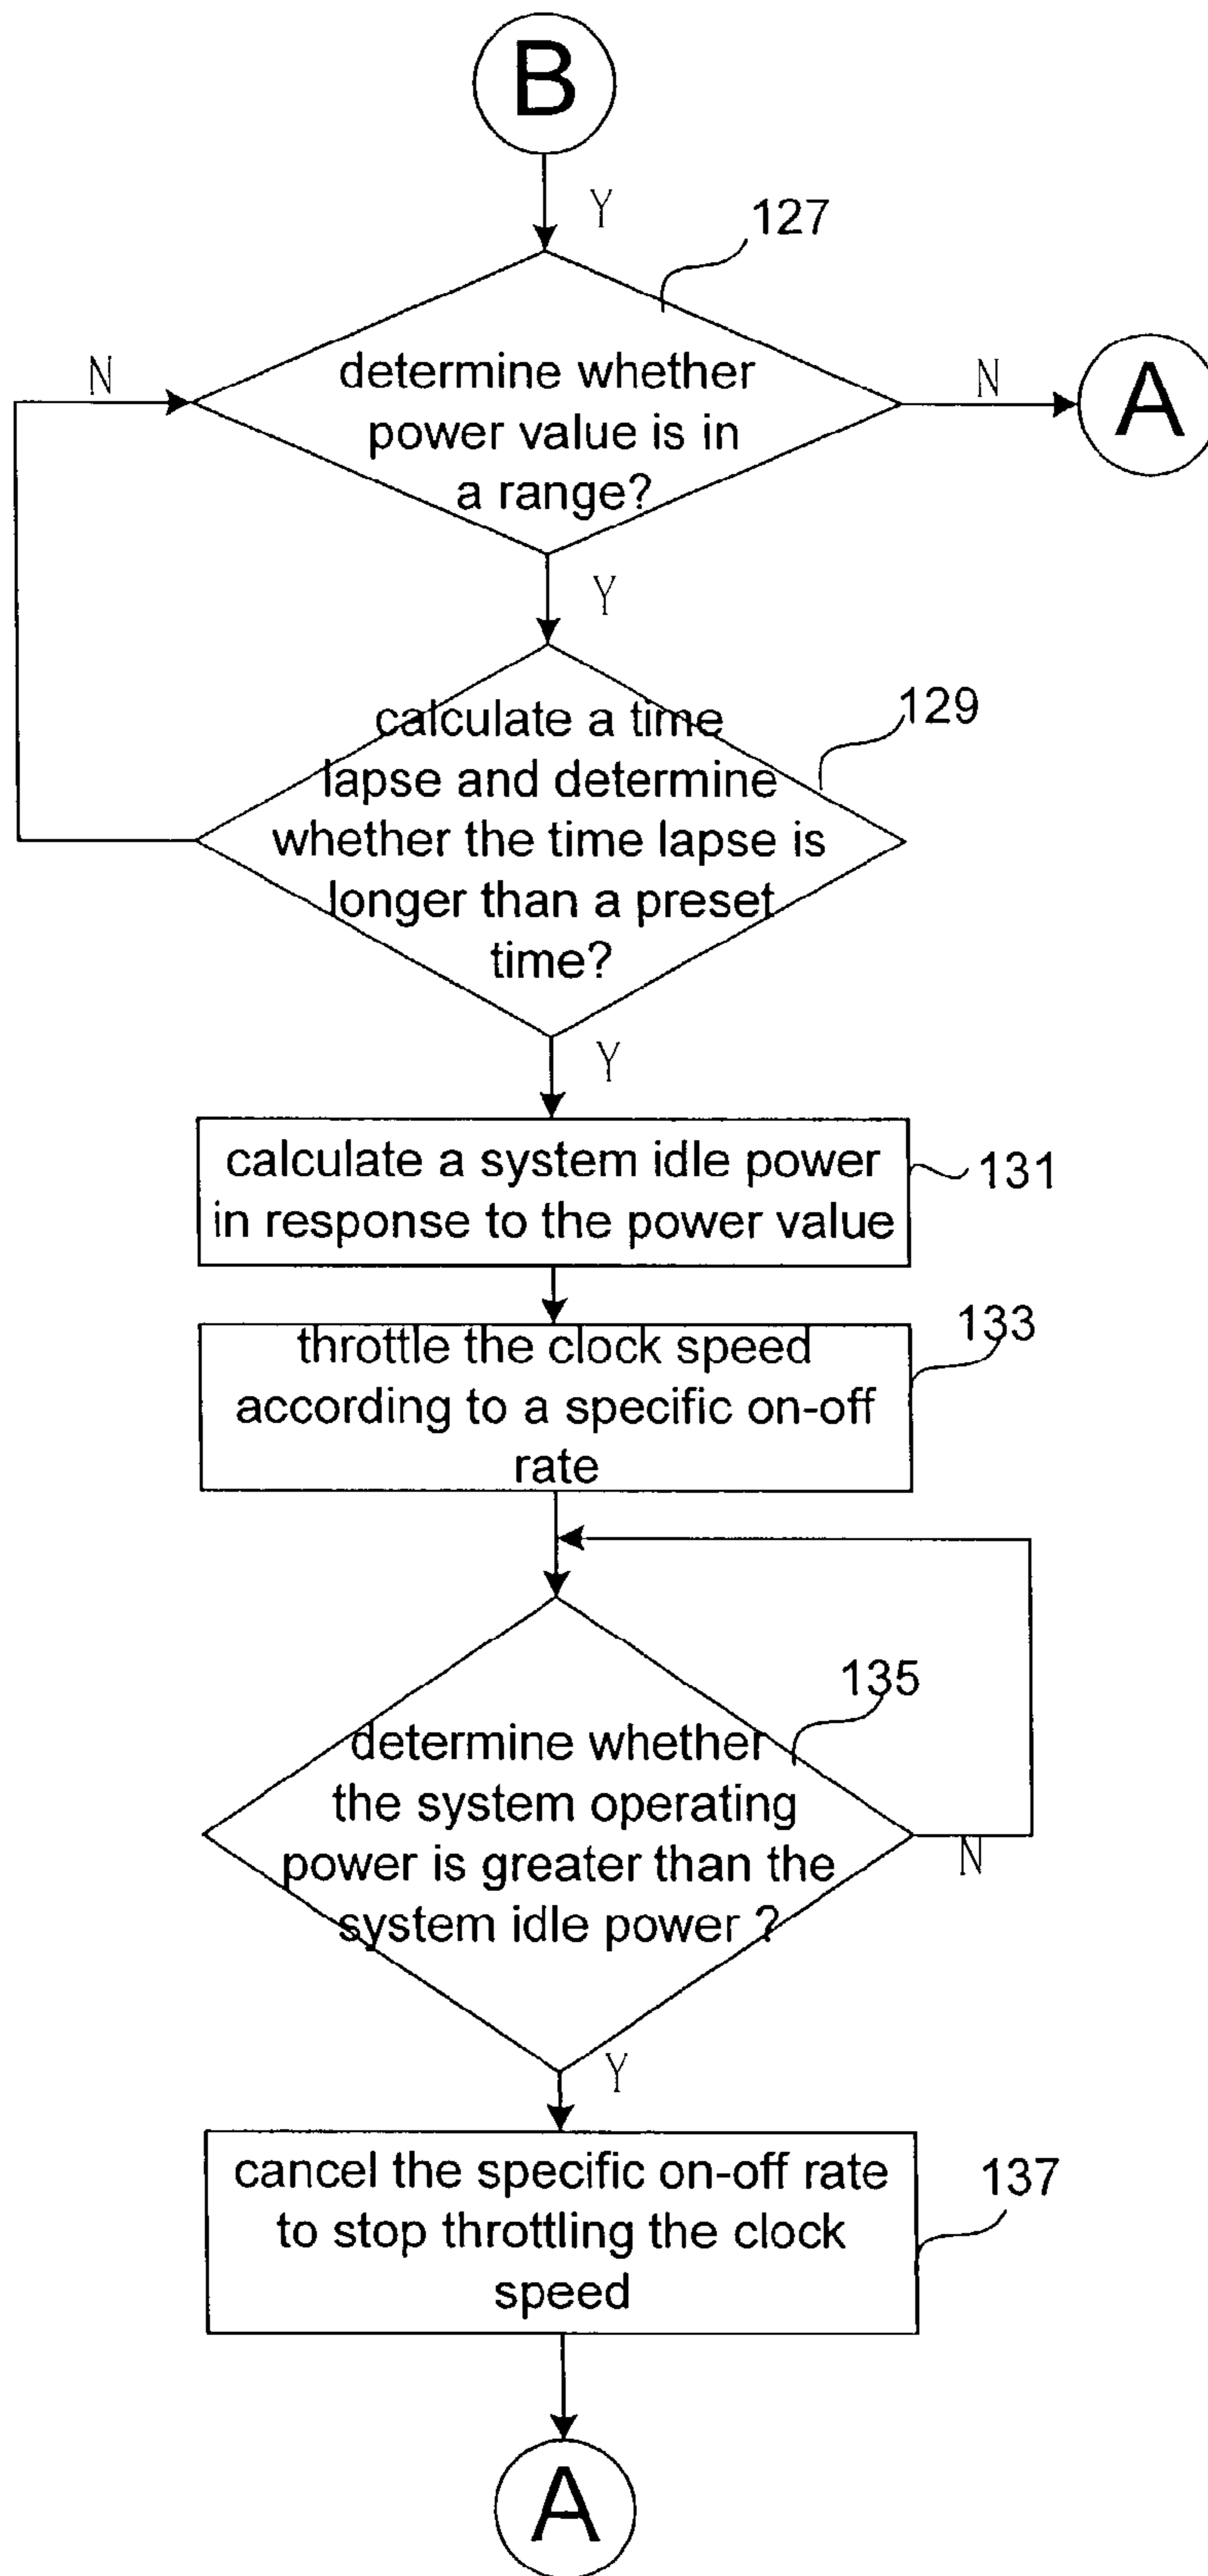 B
Y
127
N
determine whether
power value is in
a range?
N
A
Y
129
calculate a time
lapse and determine
whether the time lapse is
longer than a preset
time?
Y
calculate a system idle power
in response to the power value
131
throttle the clock speed
according to a specific on-off
rate
133
135
determine whether
the system operating
power is greater than the
system idle power ?
N
Y
cancel the specific on-off rate
to stop throttling the clock
speed
137
A